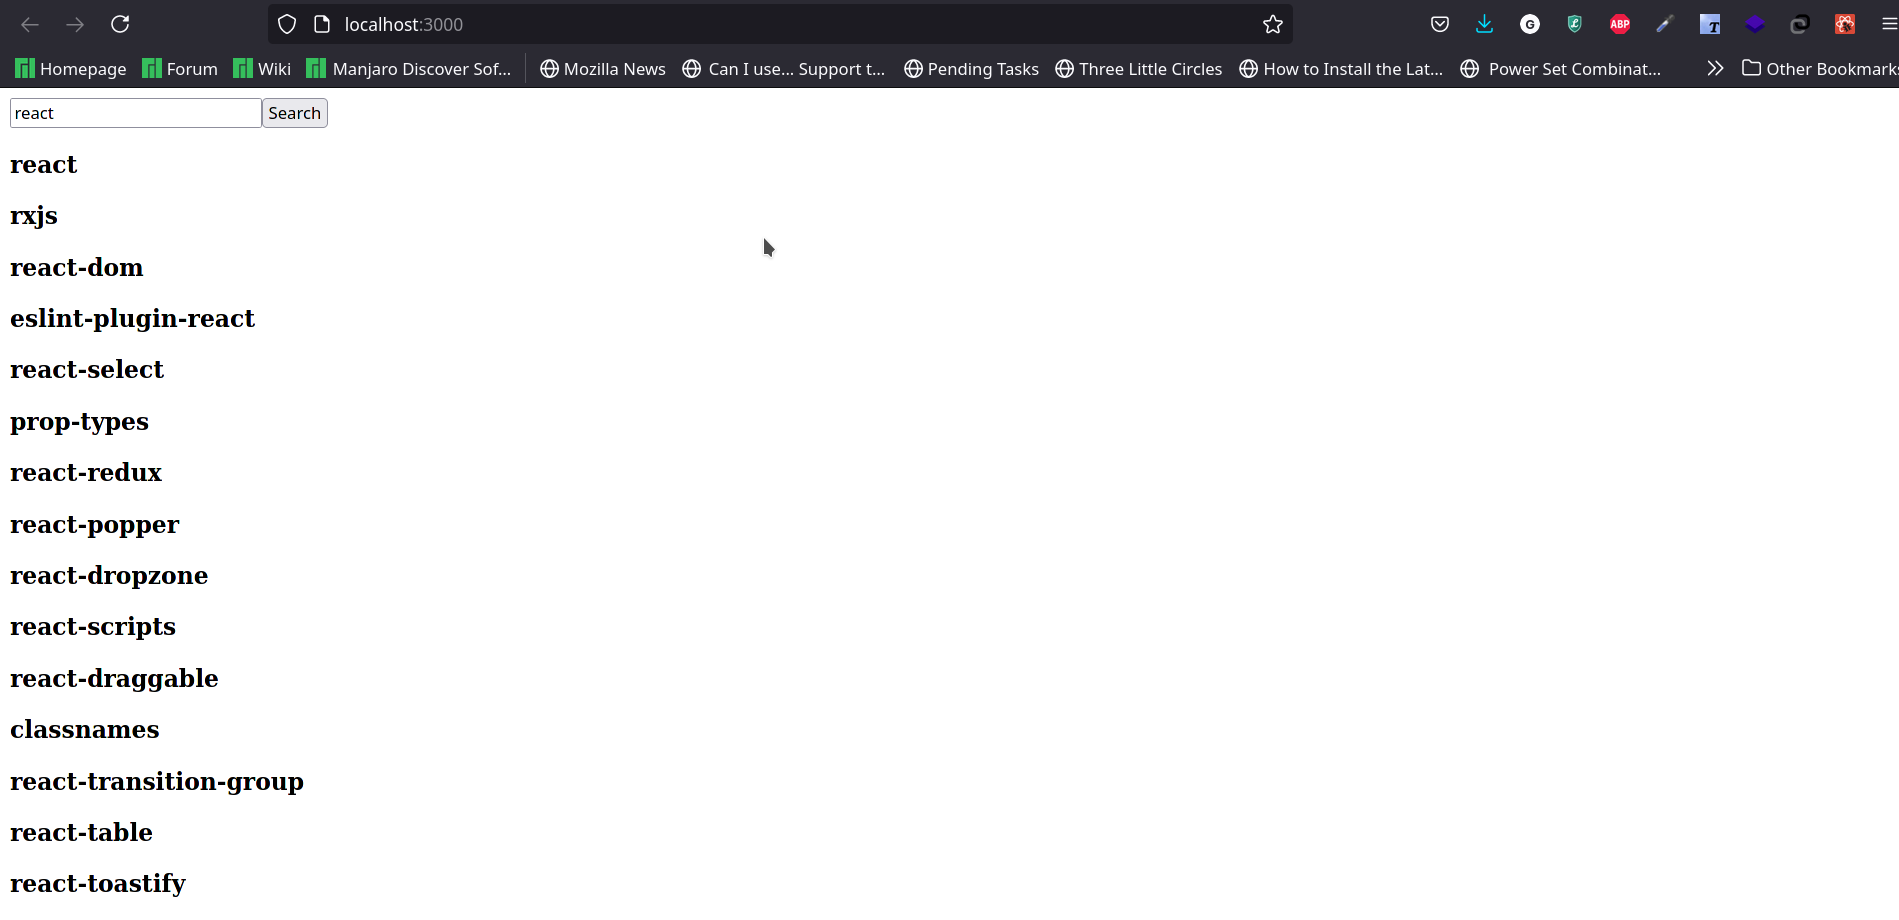 localhost:3000
G
ABP
T
Homepage Forum Wiki Manjaro Discover Sof... Mozilla News Can I use... Support t... Pending Tasks Three Little Circles How to Install the Lat... Power Set Combinat... Other Bookmarks
react Search
react
rxjs
react-dom
eslint-plugin-react
react-select
prop-types
react-redux
react-popper
react-dropzone
react-scripts
react-draggable
classnames
react-transition-group
react-table
react-toastify